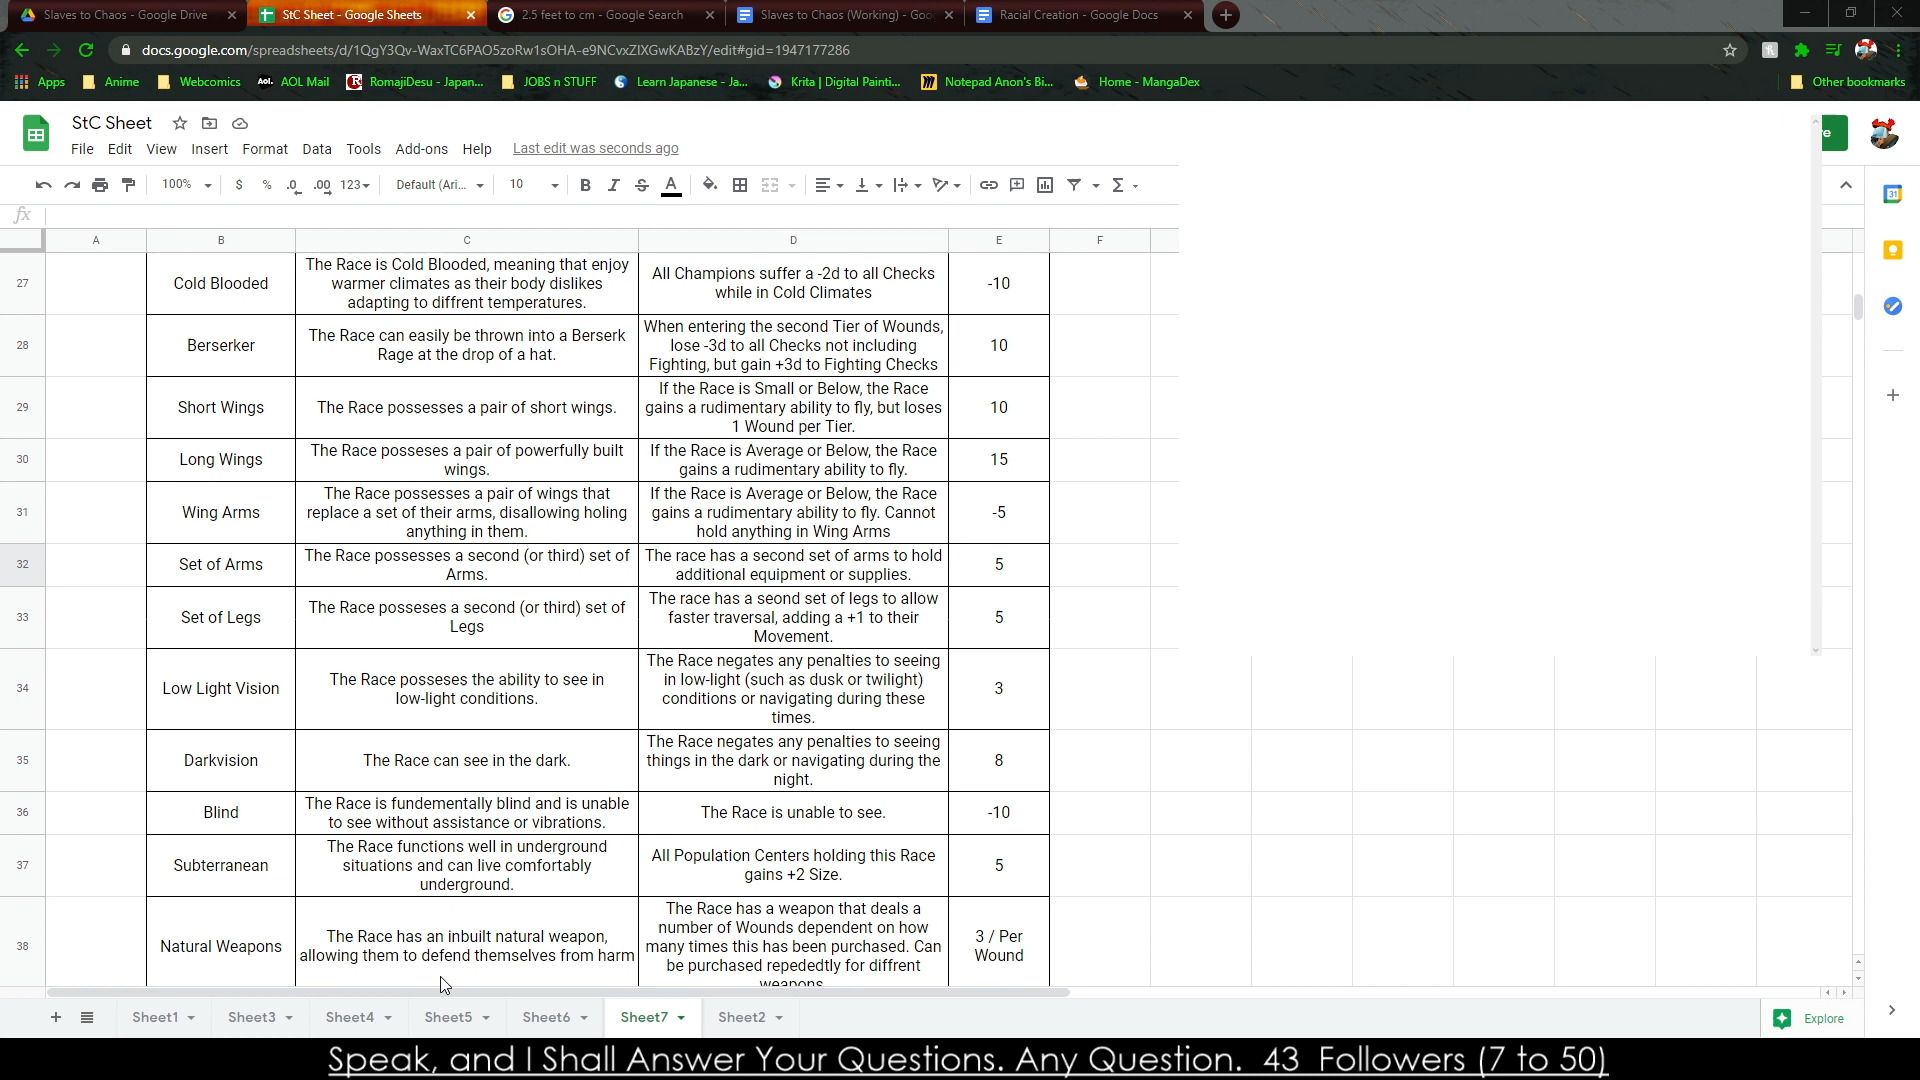 Slaves to Chaos - Google Drive
StC Sheet - Google Sheets
2.5 feet to cm - Google Search
Slaves to Chaos (Working) - Goo
Racial Creation - Google Docs
docs.google.com/spreadsheets/d/1QgY3Qv-WaxTC6PAO5zoRw1sOHA-e9NCvxZIXGwKABzY/edit#gid=1947177286
Apps
Anime
Webcomics
Aol.
AOL Mail
RomajiDesu - Japan...
JOBS n STUFF
Learn Japanese - Ja...
Krita | Digital Painti...
Notepad Anon's Bi...
Home - MangaDex
Other bookmarks
StC Sheet
File Edit View Insert Format Data Tools Add-ons Help Last edit was seconds ago
100% $ % .0 .00 123 Default (Ari... 10 B I S A
31
fx
A B C D E F
27
Cold Blooded
The Race is Cold Blooded, meaning that enjoy
warmer climates as their body dislikes
adapting to diffrent temperatures.
All Champions suffer a -2d to all Checks
while in Cold Climates
-10
28
Berserker
The Race can easily be thrown into a Berserk
Rage at the drop of a hat.
When entering the second Tier of Wounds,
lose -3d to all Checks not including
Fighting, but gain +3d to Fighting Checks
10
29
Short Wings
The Race possesses a pair of short wings.
If the Race is Small or Below, the Race
gains a rudimentary ability to fly, but loses
1 Wound per Tier.
10
30
Long Wings
The Race posseses a pair of powerfully built
wings.
If the Race is Average or Below, the Race
gains a rudimentary ability to fly.
15
31
Wing Arms
The Race possesses a pair of wings that
replace a set of their arms, disallowing holing
anything in them.
If the Race is Average or Below, the Race
gains a rudimentary ability to fly. Cannot
hold anything in Wing Arms
-5
32
Set of Arms
The Race possesses a second (or third) set of
Arms.
The race has a second set of arms to hold
additional equipment or supplies.
5
33
Set of Legs
The Race posseses a second (or third) set of
Legs
The race has a seond set of legs to allow
faster traversal, adding a +1 to their
Movement.
5
34
Low Light Vision
The Race posseses the ability to see in
low-light conditions.
The Race negates any penalties to seeing
in low-light (such as dusk or twilight)
conditions or navigating during these
times.
3
35
Darkvision
The Race can see in the dark.
The Race negates any penalties to seeing
things in the dark or navigating during the
night.
8
36
Blind
The Race is fundementally blind and is unable
to see without assistance or vibrations.
The Race is unable to see.
-10
37
Subterranean
The Race functions well in underground
situations and can live comfortably
underground.
All Population Centers holding this Race
gains +2 Size.
5
38
Natural Weapons
The Race has an inbuilt natural weapon,
allowing them to defend themselves from harm
The Race has a weapon that deals a
number of Wounds dependent on how
many times this has been purchased. Can
be purchased repededtly for diffrent
weapons
3 / Per
Wound
Sheet1 Sheet3 Sheet4 Sheet5 Sheet6 Sheet7 Sheet2
Explore
Speak, and I Shall Answer Your Questions. Any Question. 43 Followers (7 to 50)